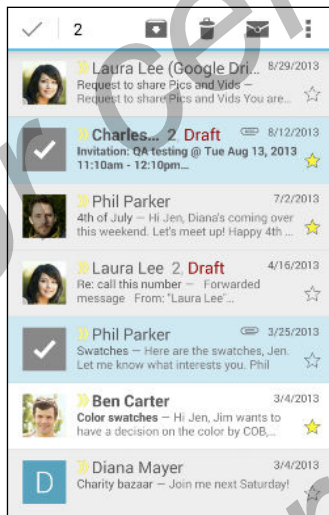 2
Laura Lee (Google Dri... 8/29/2013
Request to share Pics and Vids –
Request to share Pics and Vids You are...
Charles... 2, Draft 8/12/2013
Invitation: QA testing @ Tue Aug 13, 2013
11:10am - 12:10pm...
Phil Parker 7/2/2013
4th of July – Hi Jen, Diana's coming over
this weekend. Let's meet up! Happy 4th ...
Laura Lee 2, Draft 4/16/2013
Re: call this number – Forwarded
message From: "Laura Lee"...
Phil Parker 3/25/2013
Swatches – Here are the swatches, Jen.
Let me know what interests you. Phil
Ben Carter 3/4/2013
Color swatches – Hi Jen, Jim wants to
have a decision on the color by COB,...
D Diana Mayer 3/4/2013
Charity bazaar – Join me next Saturday!